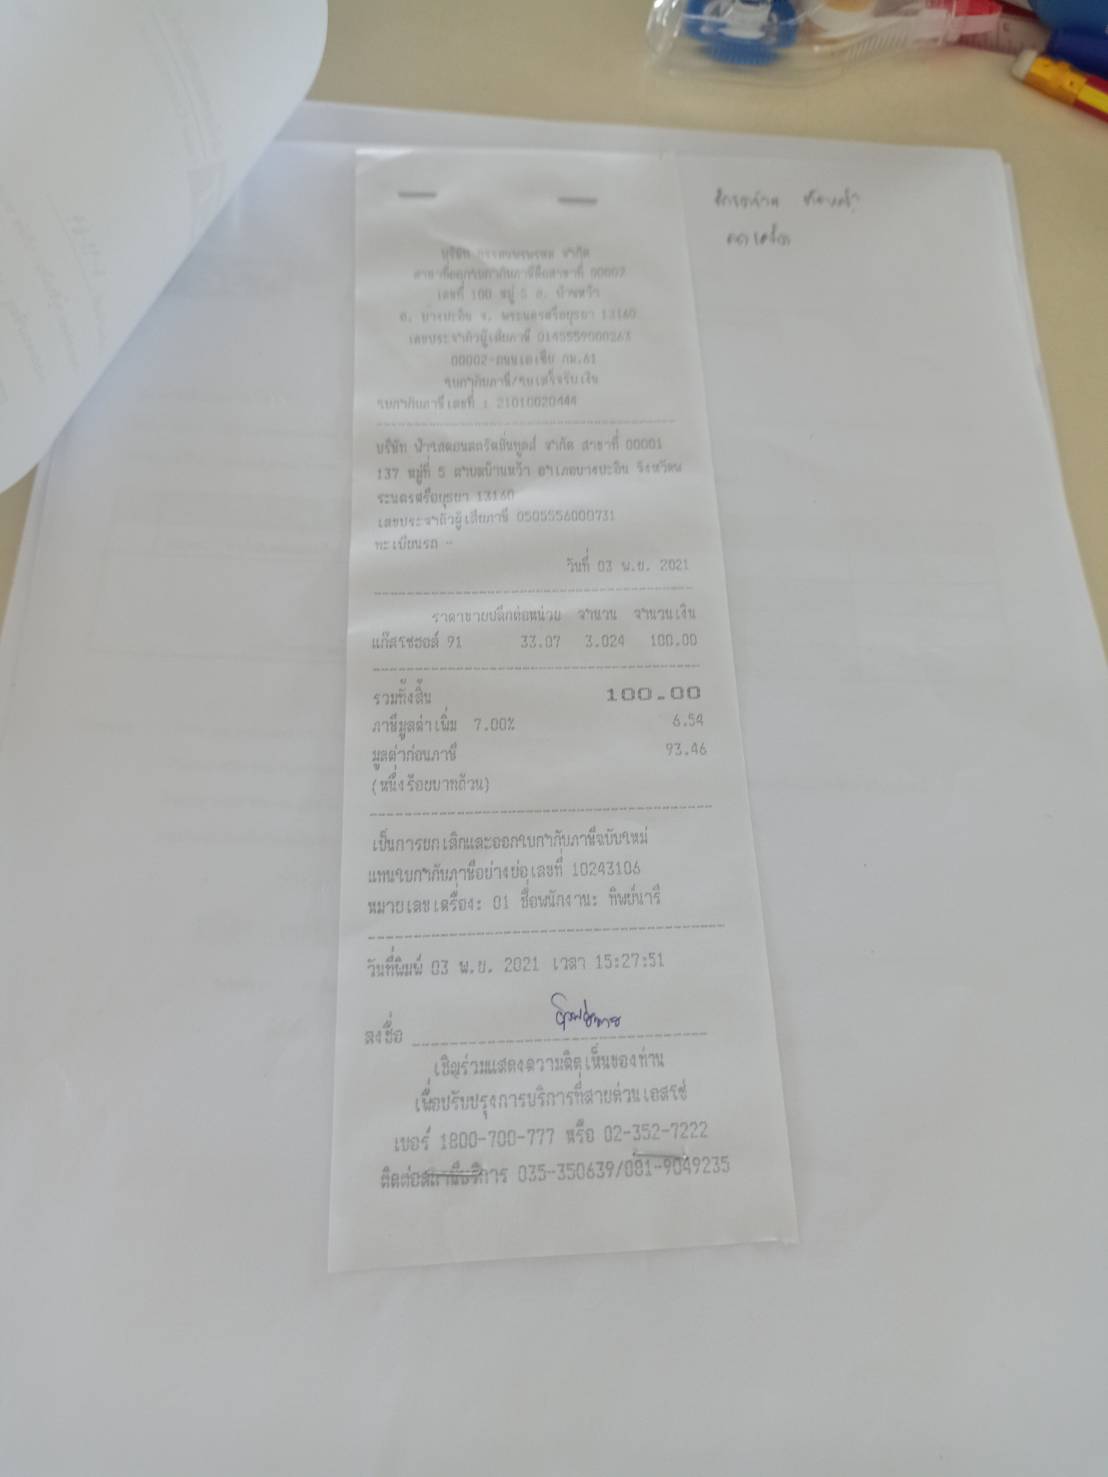 บริษัท จำกัด
สาขาที่ออกใบกำกับภาษีคือสาขาที่ 00002
เลขที่ 100 หมู่ 5 ต. บ้านหว้า
อ. บางปะอิน จ. พระนครศรีอยุธยา 13160
เลขประจำตัวผู้เสียภาษี 0145559000263
00002-ถนนเอเซีย กม.61
ใบกำกับภาษี/ใบเสร็จรับเงิน
ใบกำกับภาษีเลขที่ : 21010020444
บริษัท จำกัด สาขาที่ 00001
137 หมู่ที่ 5 ตำบลบ้านหว้า อำเภอบางปะอิน จังหวัดพ
ระนครศรีอยุธยา 13160
เลขประจำตัวผู้เสียภาษี 0505556000731
ทะเบียนรถ --
วันที่ 03 พ.ย. 2021
ราคาขายปลีกต่อหน่วย จำนวน จำนวนเงิน
แก๊สโซฮอล์ 91 33.07 3.024 100.00
รวมทั้งสิ้น 100.00
ภาษีมูลค่าเพิ่ม 7.00% 6.54
มูลค่าก่อนภาษี 93.46
(หนึ่งร้อยบาทถ้วน)
เป็นการยกเลิกและออกใบกำกับภาษีฉบับใหม่
แทนใบกำกับภาษีอย่างย่อเลขที่ 10243106
หมายเลขเครื่อง: 01 ชื่อพนักงาน: ทิพย์นารี
วันที่พิมพ์ 03 พ.ย. 2021 เวลา 15:27:51
ลงชื่อ
เชิญร่วมแสดงความคิดเห็นของท่าน
เพื่อปรับปรุงการบริการที่สายด่วนเอสโซ่
เบอร์ 1800-700-777 หรือ 02-352-7222
ติดต่อสถานีบริการ 035-350639/081-9049235